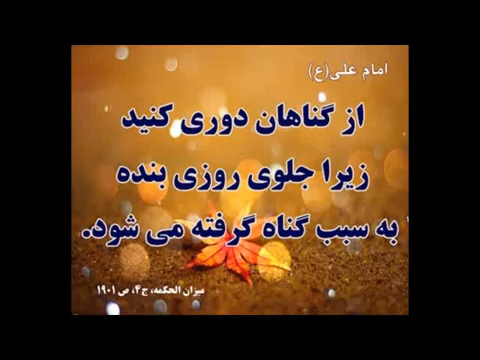 امام علی(ع)
از گناهان دوری کنید
زیرا جلوی روزی بنده
به سبب گناه گرفته می شود.
میزان الحکمه، ج۴، ص ۱۹۰۱